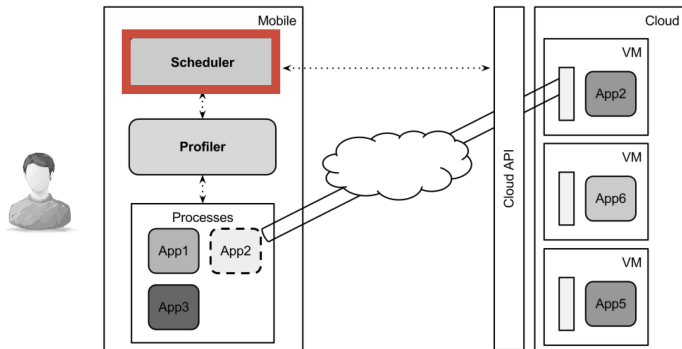 Mobile
Cloud
Scheduler
VM
App2
Profiler
Cloud API
VM
App6
Processes
App1
App2
VM
App3
App5